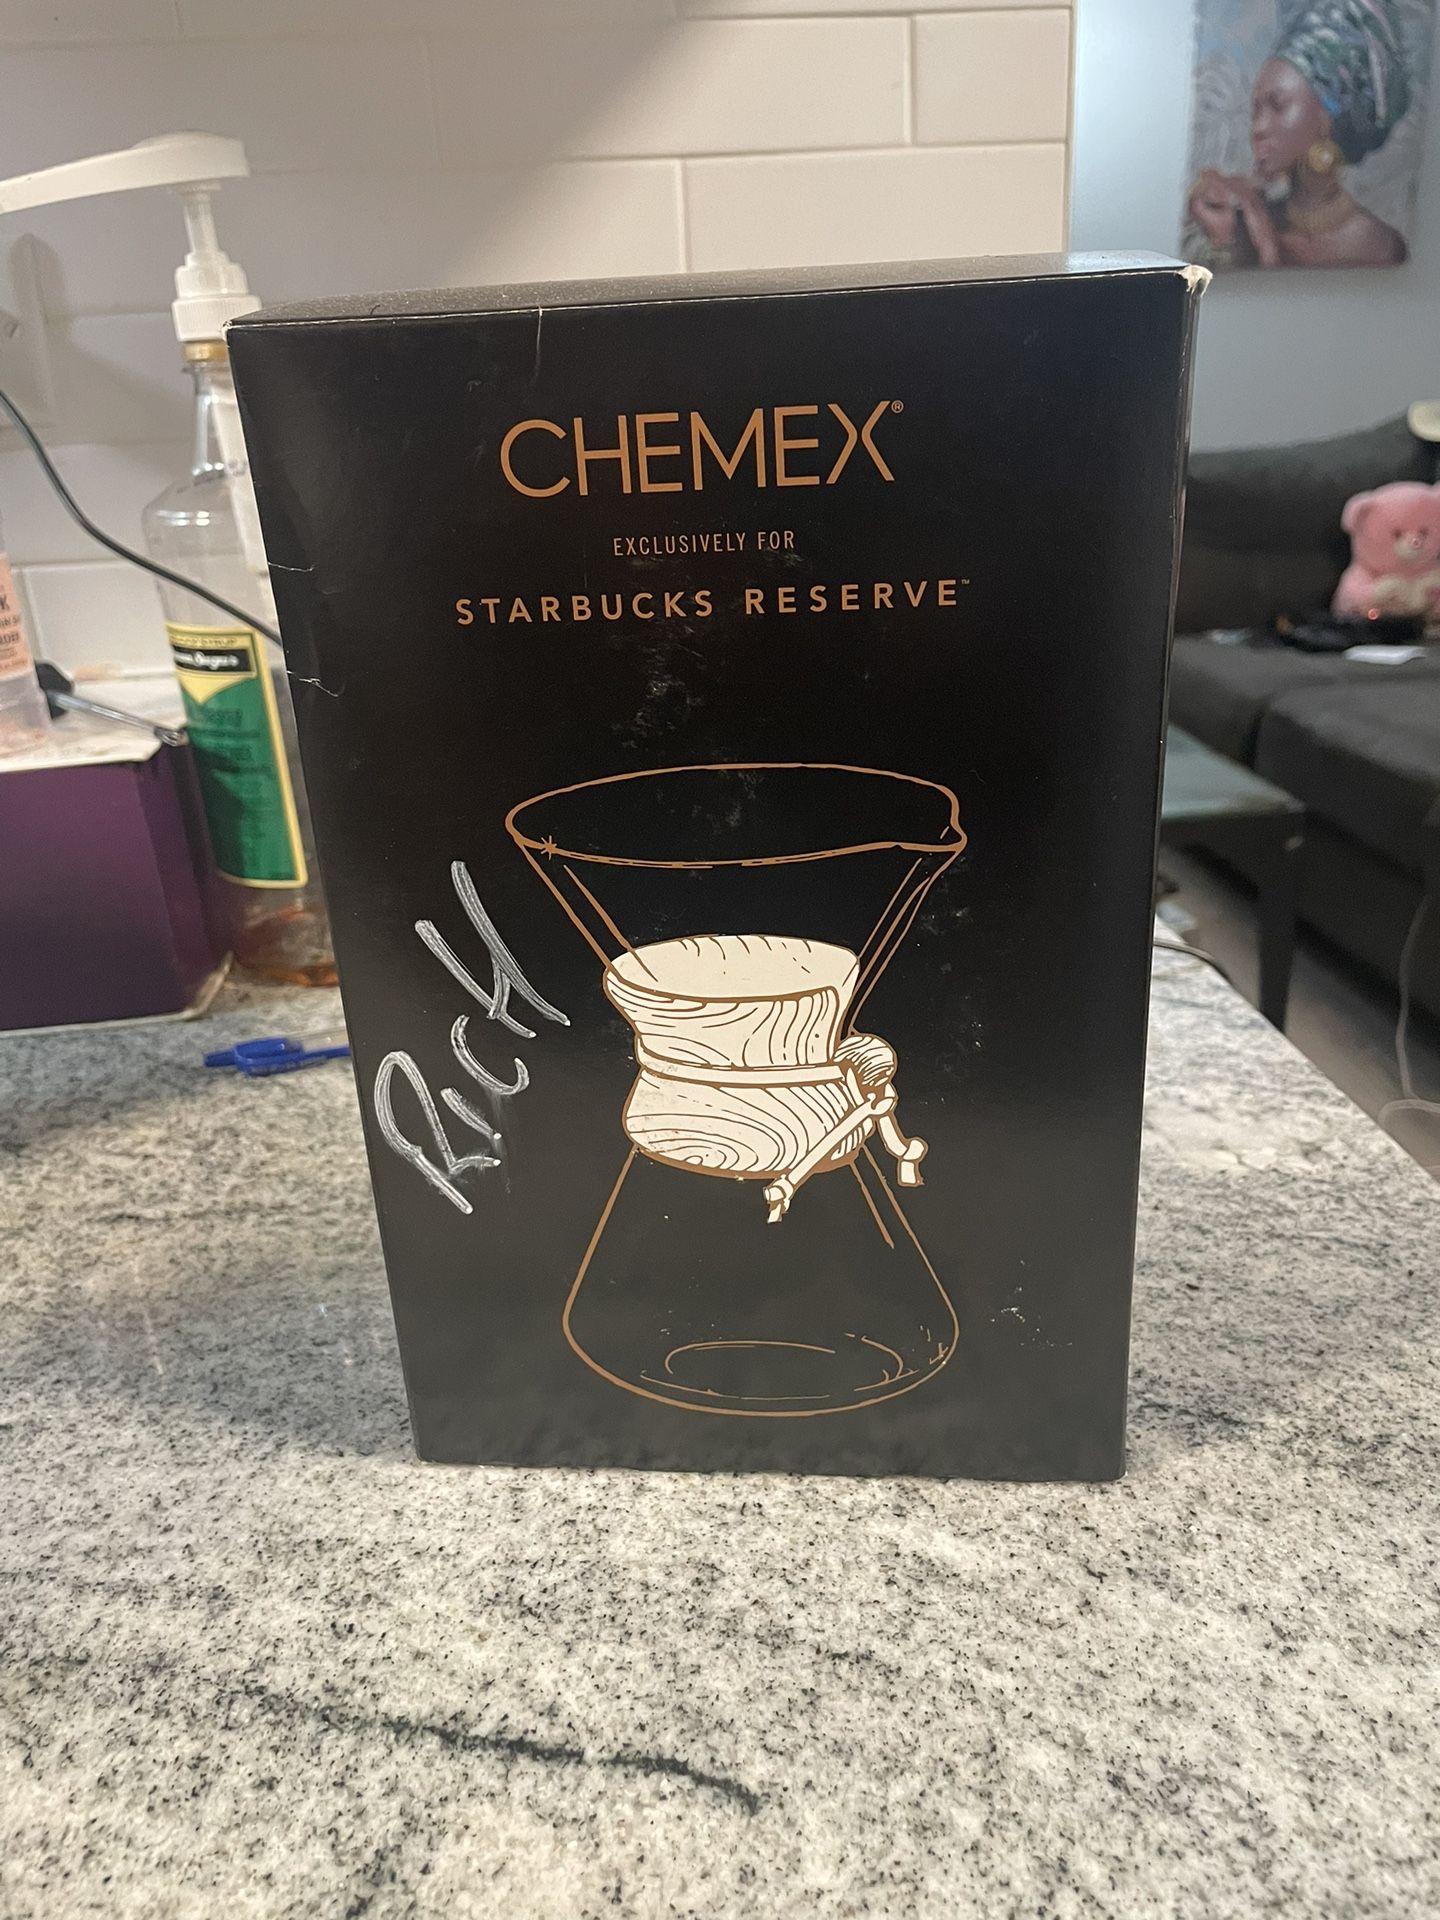 CHEMEX®
EXCLUSIVELY FOR
STARBUCKS RESERVE™
RICH